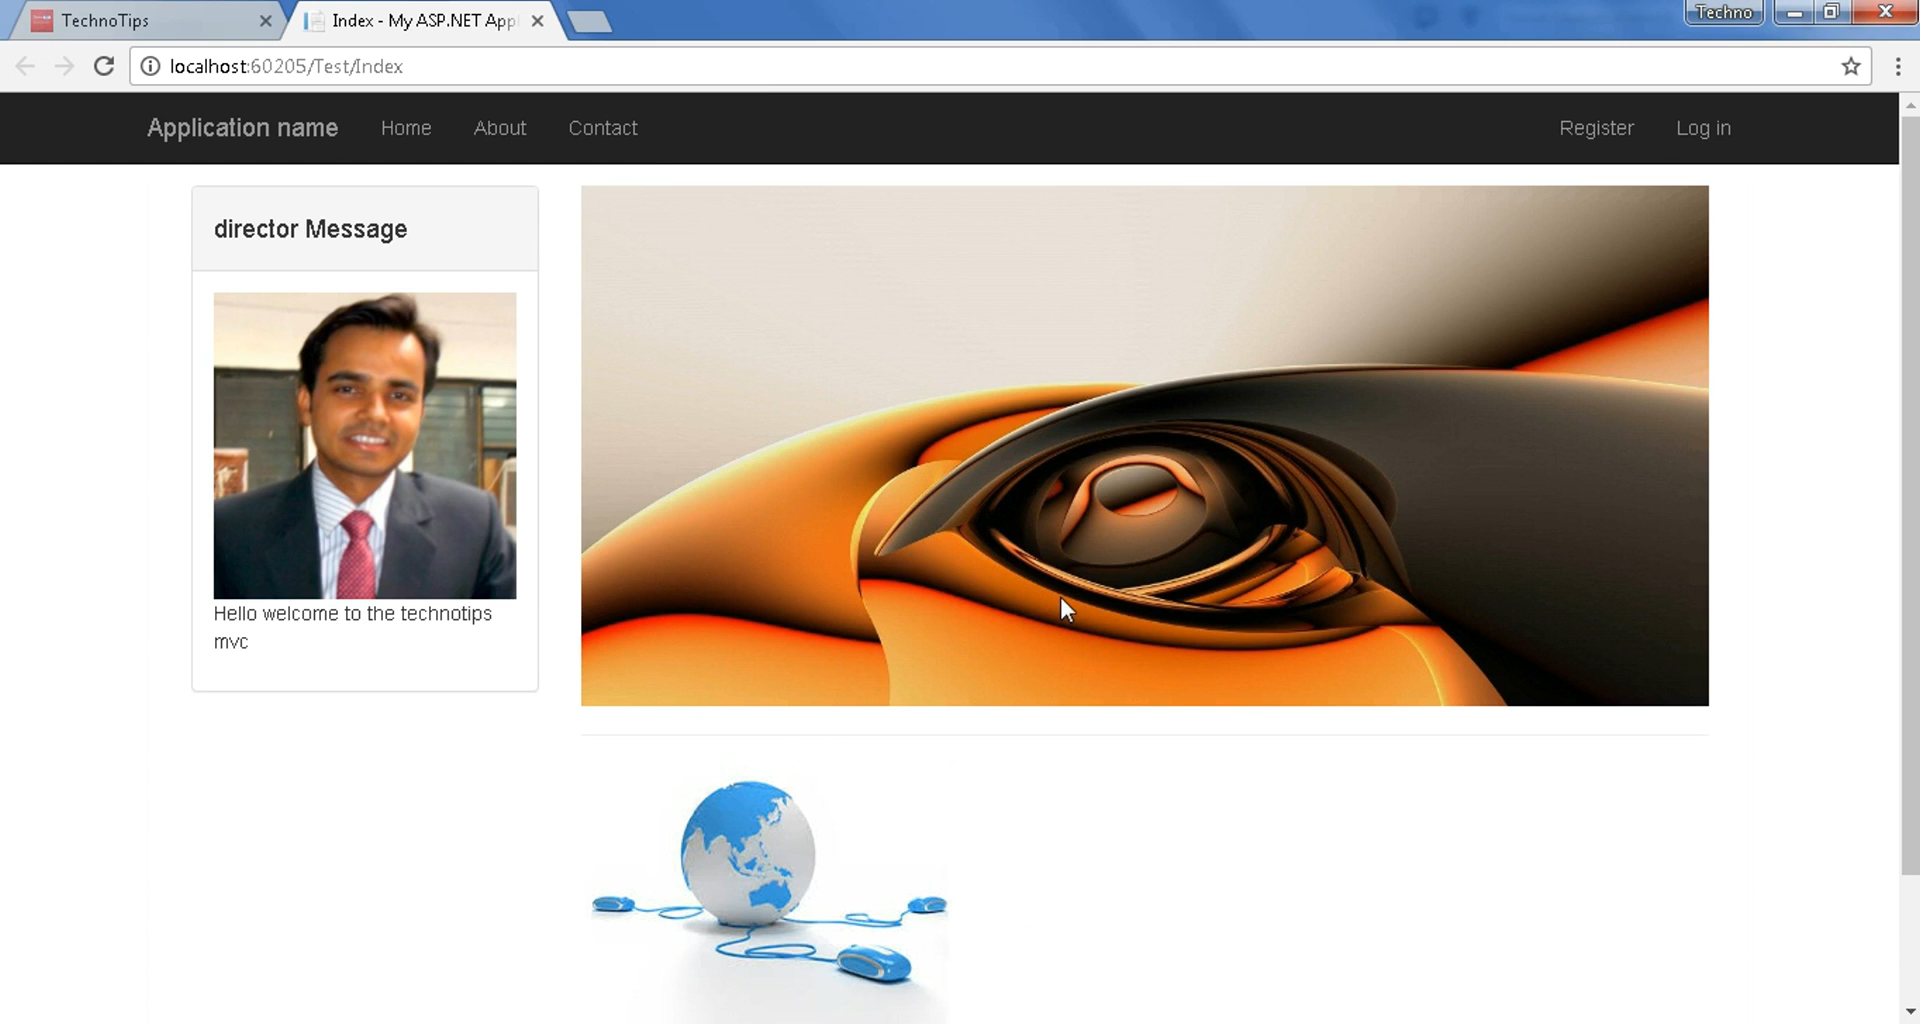 TechnoTips
Index - My ASP.NET App
Techno
localhost:60205/Test/Index
Application name
Home
About
Contact
Register
Log in
director Message
Hello welcome to the technotips
mvc